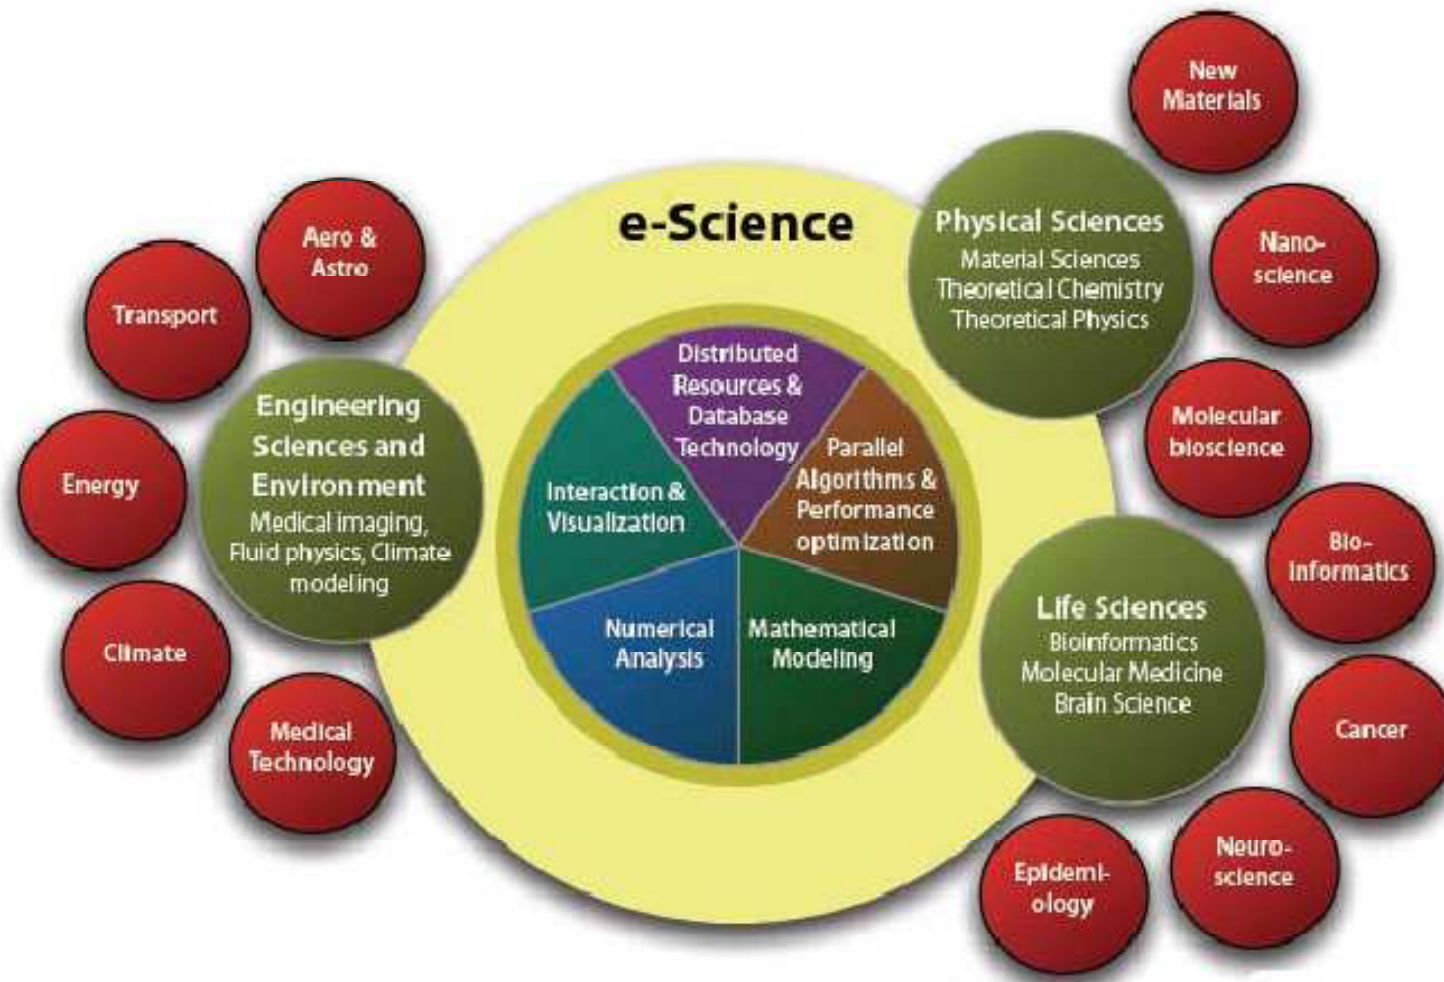 e-Science
Distributed
Resources &
Database
Technology
Parallel
Algorithms &
Performance
optimization
Mathematical
Modeling
Numerical
Analysis
Interaction &
Visualization
Engineering
Sciences and
Environment
Medical imaging,
Fluid physics, Climate
modeling
Aero &
Astro
Transport
Energy
Climate
Medical
Technology
Physical Sciences
Material Sciences
Theoretical Chemistry
Theoretical Physics
New
Materials
Nano-
science
Molecular
bioscience
Life Sciences
Bioinformatics
Molecular Medicine
Brain Science
Bio-
informatics
Cancer
Neuro-
science
Epidemi-
ology